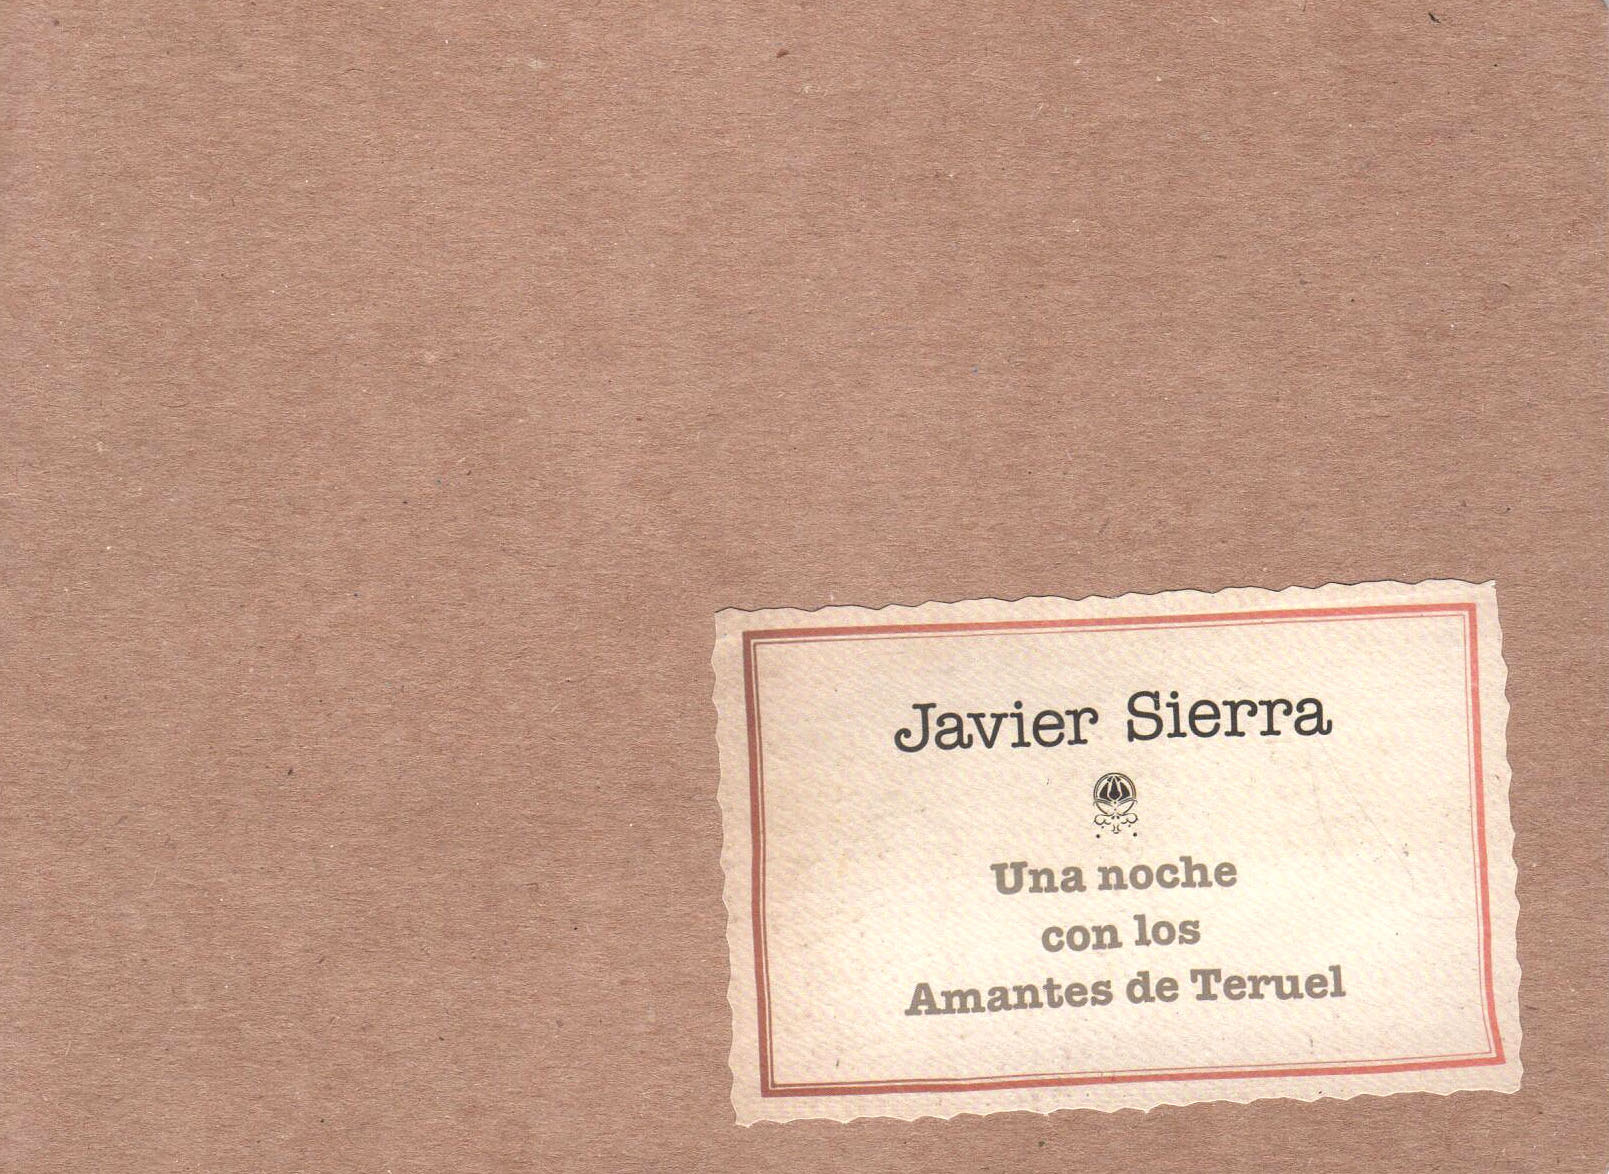 Javier Sierra
Una noche
con los
Amantes de Teruel